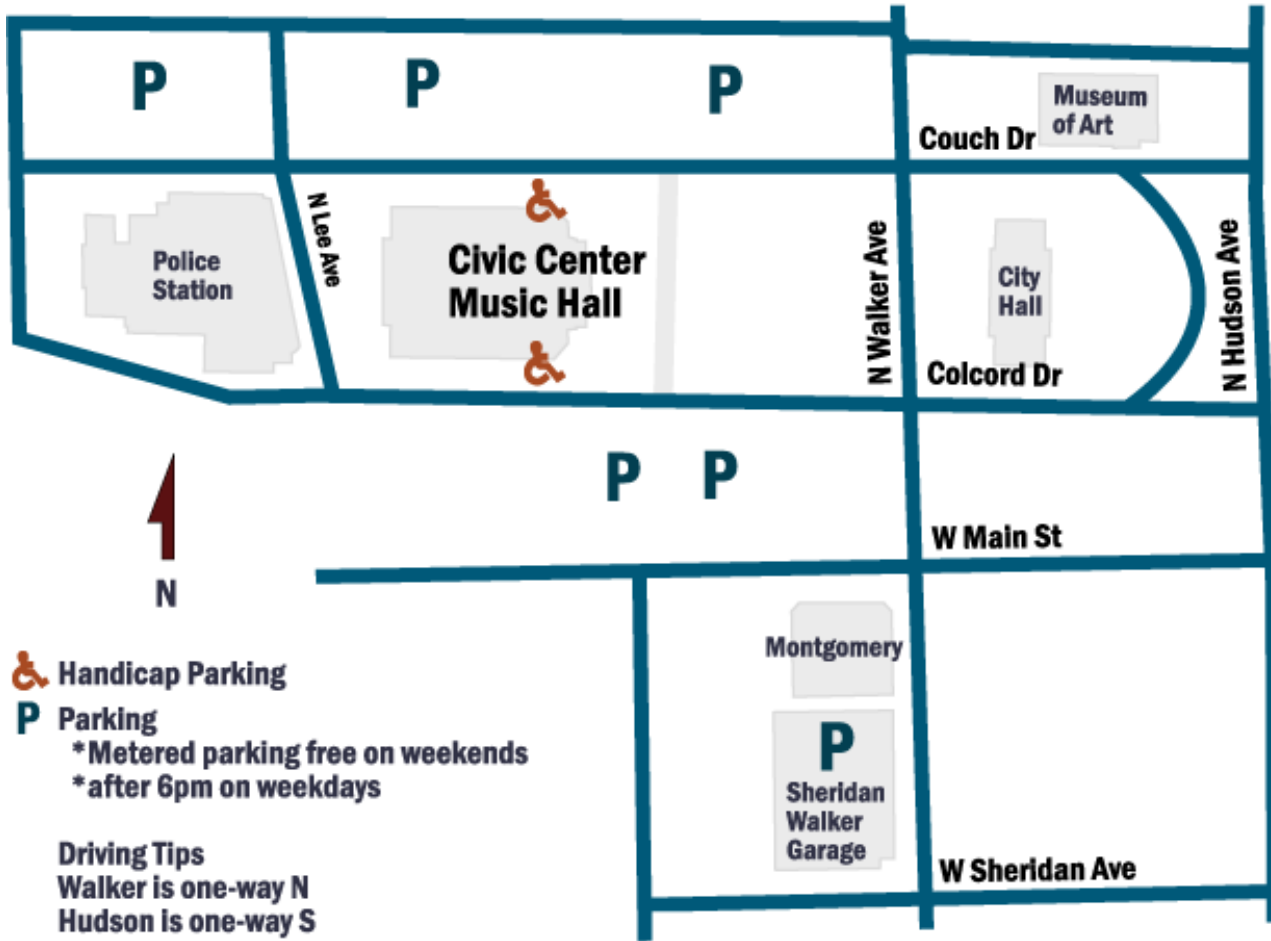 P
P
P
Museum
of Art
Couch Dr
N Lee Ave
Police
Station
Civic Center
Music Hall
N Walker Ave
City
Hall
N Hudson Ave
Colcord Dr
P
P
W Main St
N
Montgomery
P
Sheridan
Walker
Garage
W Sheridan Ave
Handicap Parking
P Parking
*Metered parking free on weekends
*after 6pm on weekdays
Driving Tips
Walker is one-way N
Hudson is one-way S